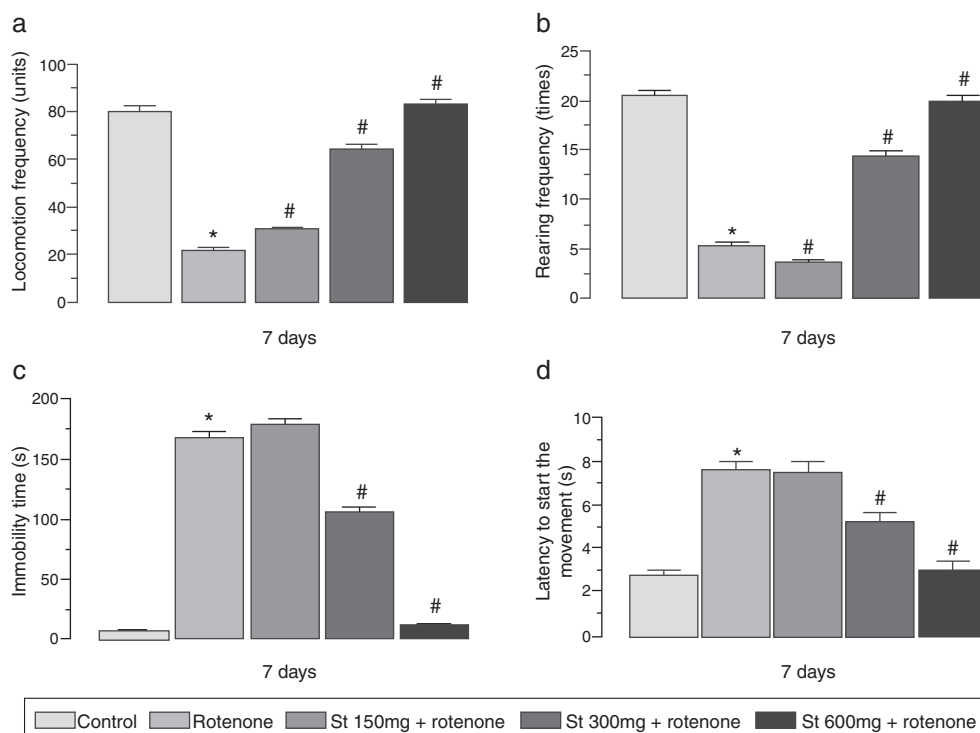 a
Locomotion frequency (units)
100
80
60
40
20
0
*
#
#
#
7 days
b
Rearing frequency (times)
25
20
15
10
5
0
*
#
#
#
7 days
c
Immobility time (s)
200
150
100
50
0
*
#
#
7 days
d
Latency to start the
movement (s)
10
8
6
4
2
0
*
#
#
7 days
Control Rotenone St 150mg + rotenone St 300mg + rotenone St 600mg + rotenone